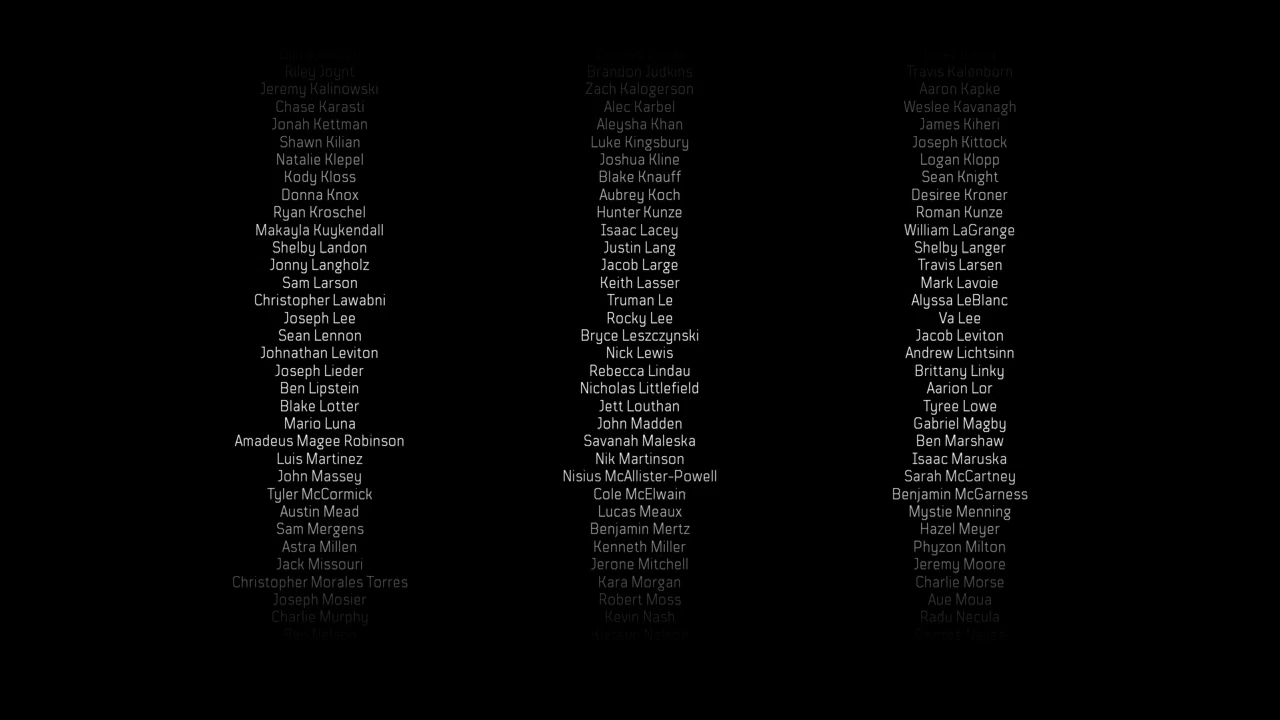 Riley Joynt Brandon Judkins Travis Kalenborn
Jeremy Kalinowski Zach Kalogerson Aaron Kapke
Chase Karasti Alec Karbel Weslee Kavanagh
Jonah Kettman Aleysha Khan James Kiheri
Shawn Kilian Luke Kingsbury Joseph Kittock
Natalie Klepel Joshua Kline Logan Klopp
Kody Kloss Blake Knauff Sean Knight
Donna Knox Aubrey Koch Desiree Kroner
Ryan Kroschel Hunter Kunze Roman Kunze
Makayla Kuykendall Isaac Lacey William LaGrange
Shelby Landon Justin Lang Shelby Langer
Jonny Langholz Jacob Large Travis Larsen
Sam Larson Keith Lasser Mark Lavoie
Christopher Lawabni Truman Le Alyssa LeBlanc
Joseph Lee Rocky Lee Va Lee
Sean Lennon Bryce Leszczynski Jacob Leviton
Johnathan Leviton Nick Lewis Andrew Lichtsinn
Joseph Lieder Rebecca Lindau Brittany Linky
Ben Lipstein Nicholas Littlefield Aarion Lor
Blake Lotter Jett Louthan Tyree Lowe
Mario Luna John Madden Gabriel Magby
Amadeus Magee Robinson Savanah Maleska Ben Marshaw
Luis Martinez Nik Martinson Isaac Maruska
John Massey Nisius McAllister-Powell Sarah McCartney
Tyler McCormick Cole McElwain Benjamin McGarness
Austin Mead Lucas Meaux Mystie Menning
Sam Mergens Benjamin Mertz Hazel Meyer
Astra Millen Kenneth Miller Phyzon Milton
Jack Missouri Jerone Mitchell Jeremy Moore
Christopher Morales Torres Kara Morgan Charlie Morse
Joseph Mosier Robert Moss Aue Moua
Charlie Murphy Kevin Nash Radu Necula